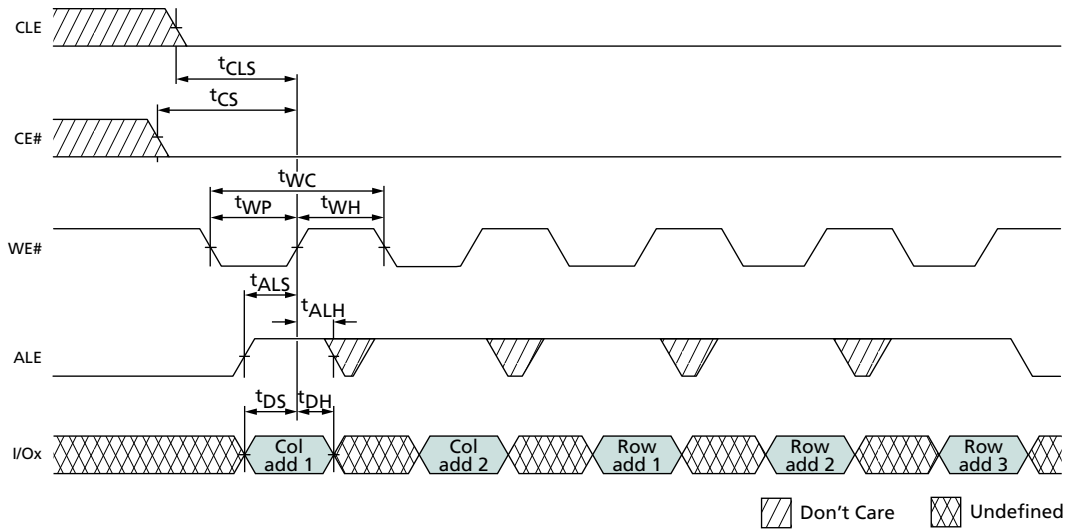 CLE
tCLS
tCS
CE#
tWC
tWP
tWH
WE#
tALS
tALH
ALE
tDS
tDH
I/Ox
Col
add 1
Col
add 2
Row
add 1
Row
add 2
Row
add 3
Don't Care
Undefined